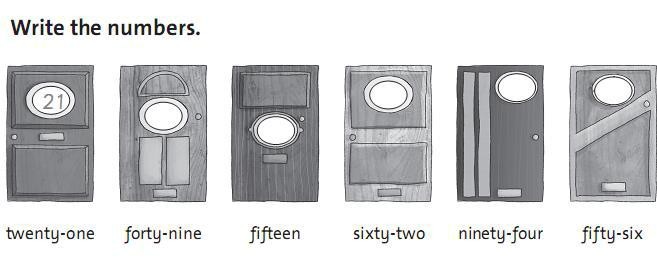 Write the numbers.
21
twenty-one forty-nine fifteen sixty-two ninety-four fifty-six